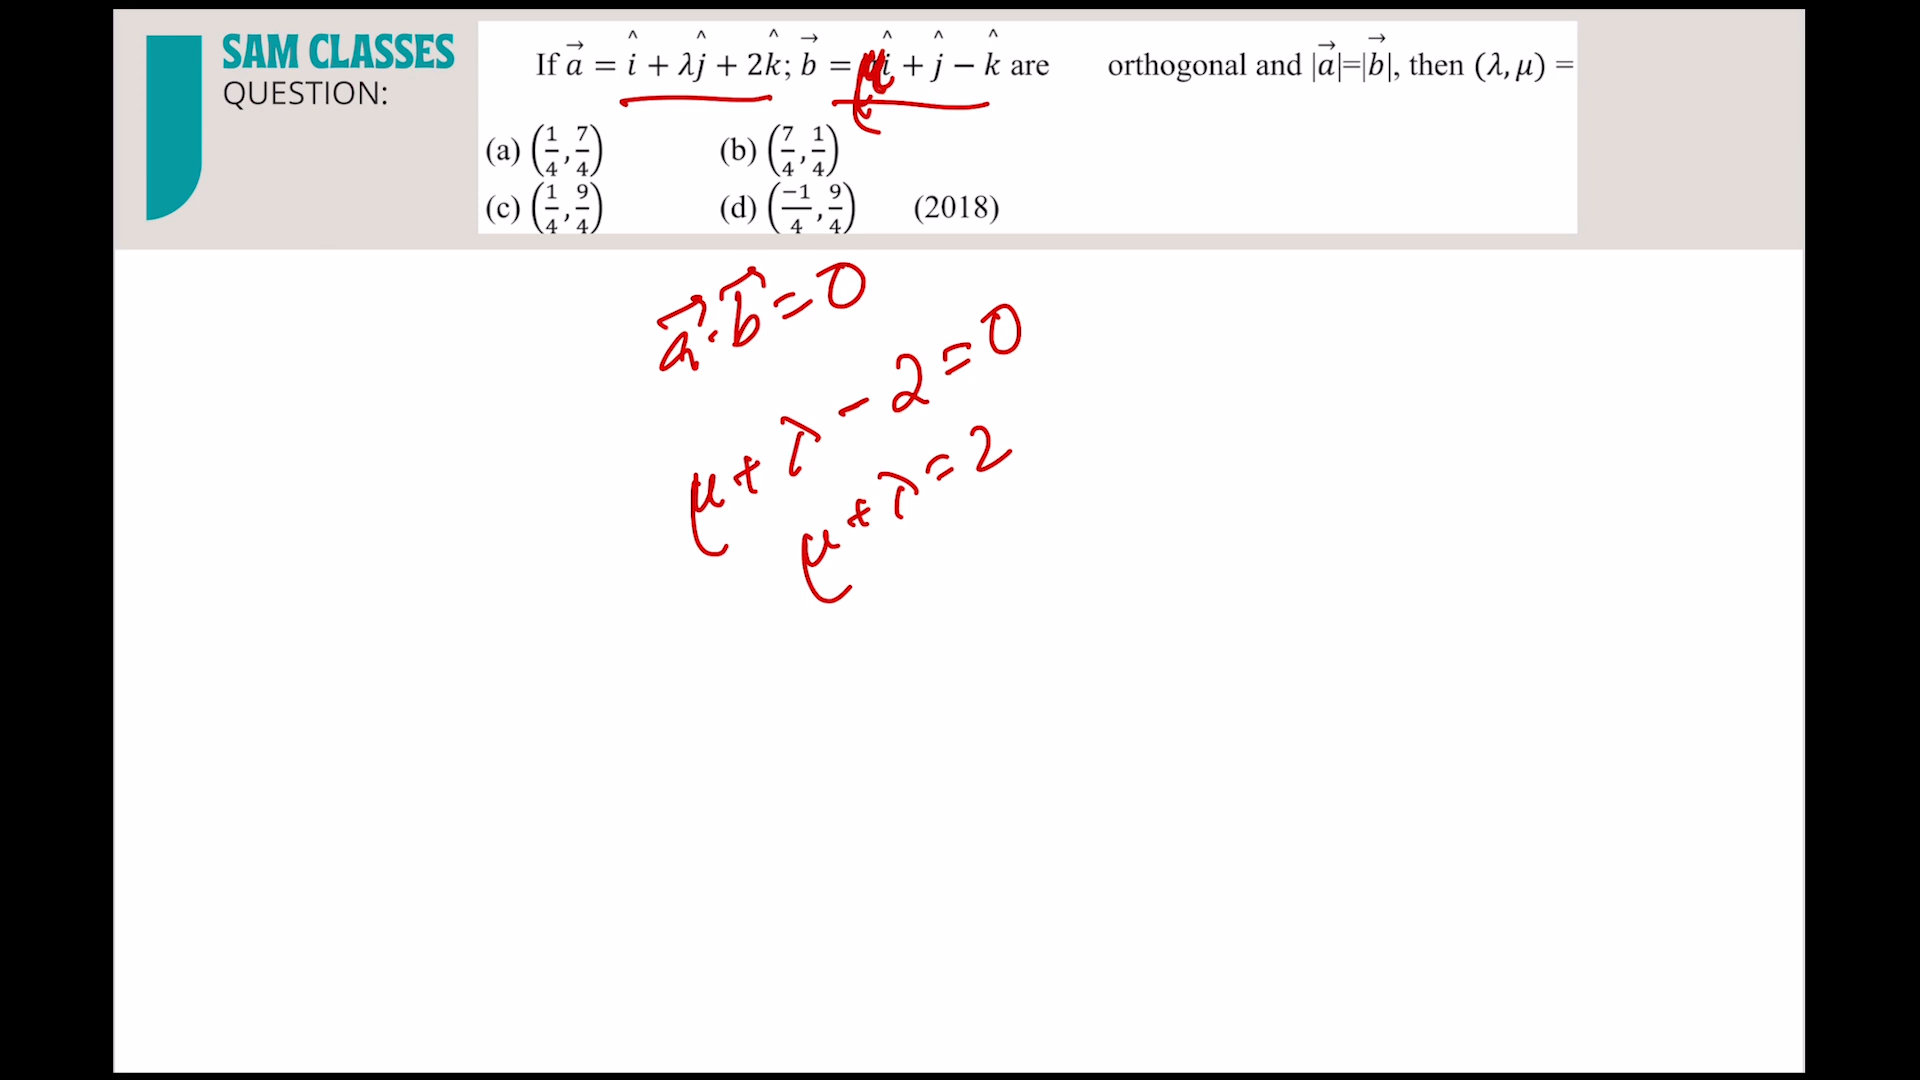 SAM CLASSES
QUESTION:
If a⃗ = î + λĵ + 2k̂; b⃗ = μî + ĵ − k̂ are orthogonal and |a⃗|=|b⃗|, then (λ, μ) =
(a) (1/4, 7/4) (b) (7/4, 1/4)
(c) (1/4, 9/4) (d) (−1/4, 9/4) (2018)
a⃗·b⃗ = 0
μ + λ − 2 = 0
μ + λ = 2